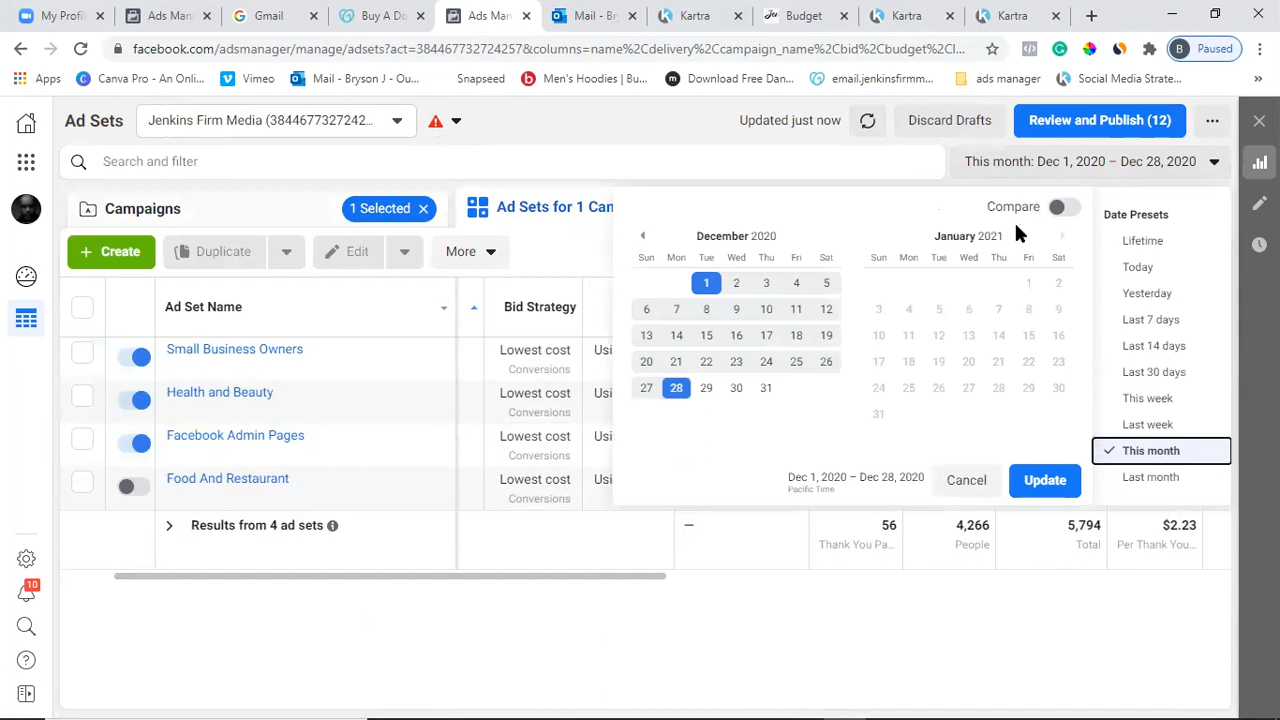 My Profi
Ads Ma
Gmail
Buy A Do
Ads Man
Mail - Bry
Kartra
Budget
Kartra
Kartra
facebook.com/adsmanager/manage/adsets?act=384467732724257&columns=name%2Cdelivery%2Ccampaign_name%2Cbid%2Cbudget%2Cl...
B
Paused
Apps
Canva Pro - An Onli...
Vimeo
Mail - Bryson J - Ou...
Snapseed
Men's Hoodies | Bu...
Download Free Dan...
email.jenkinsfirmm...
ads manager
Social Media Strate...
»
Ad Sets
Jenkins Firm Media (3844677327242...
Updated just now
Discard Drafts
Review and Publish (12)
Search and filter
This month: Dec 1, 2020 – Dec 28, 2020
Campaigns
1 Selected
Ad Sets for 1 Can
Compare
Date Presets
+ Create
Duplicate
Edit
More
December 2020
January 2021
Sun Mon Tue Wed Thu Fri Sat
Sun Mon Tue Wed Thu Fri Sat
1 2 3 4 5
1 2
6 7 8 9 10 11 12
3 4 5 6 7 8 9
13 14 15 16 17 18 19
10 11 12 13 14 15 16
20 21 22 23 24 25 26
17 18 19 20 21 22 23
27 28 29 30 31
24 25 26 27 28 29 30
31
Lifetime
Today
Yesterday
Last 7 days
Last 14 days
Last 30 days
This week
Last week
This month
Last month
Dec 1, 2020 – Dec 28, 2020
Pacific Time
Cancel
Update
Ad Set Name
Bid Strategy
Small Business Owners
Lowest cost
Usi
Conversions
Health and Beauty
Lowest cost
Usi
Conversions
Facebook Admin Pages
Lowest cost
Usi
Conversions
Food And Restaurant
Lowest cost
Usi
Conversions
Results from 4 ad sets
—
56
4,266
5,794
$2.23
Thank You Pa...
People
Total
Per Thank You...
10